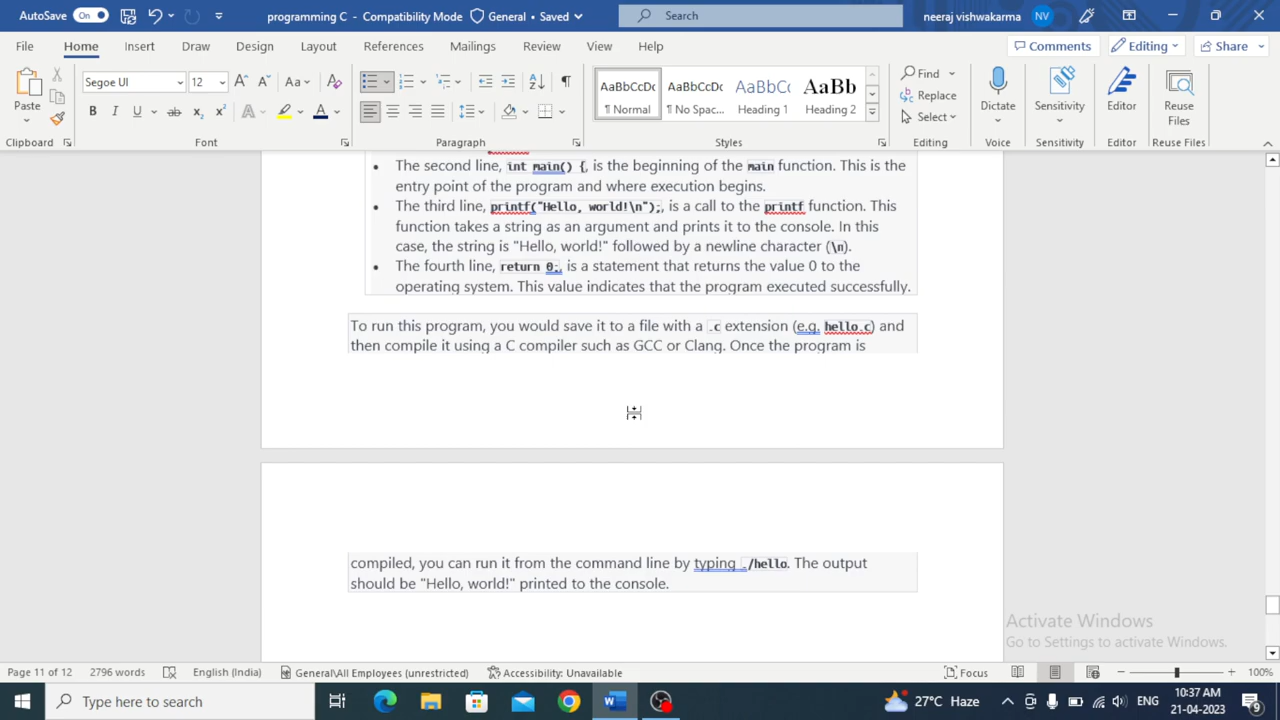 AutoSave On programming C - Compatibility Mode General Saved Search neeraj vishwakarma NV
File Home Insert Draw Design Layout References Mailings Review View Help Comments Editing Share
Segoe UI 12 Aa AaBbCcDc AaBbCcDc AaBbC AaBb Find
Paste B I U ab x₂ x² A A Normal No Spac... Heading 1 Heading 2 Replace Select Dictate Sensitivity Editor Reuse Files
Clipboard Font Paragraph Styles Editing Voice Sensitivity Editor Reuse Files
• The second line, int main() {, is the beginning of the main function. This is the
entry point of the program and where execution begins.
• The third line, printf("Hello, world!\n");, is a call to the printf function. This
function takes a string as an argument and prints it to the console. In this
case, the string is "Hello, world!" followed by a newline character (\n).
• The fourth line, return 0;, is a statement that returns the value 0 to the
operating system. This value indicates that the program executed successfully.
To run this program, you would save it to a file with a .c extension (e.g. hello.c) and
then compile it using a C compiler such as GCC or Clang. Once the program is
compiled, you can run it from the command line by typing ./hello. The output
should be "Hello, world!" printed to the console.
Activate Windows
Go to Settings to activate Windows.
Page 11 of 12 2796 words English (India) General\All Employees (unrestricted) Accessibility: Unavailable Focus 100%
Type here to search 27°C Haze ENG 10:37 AM
21-04-2023 9